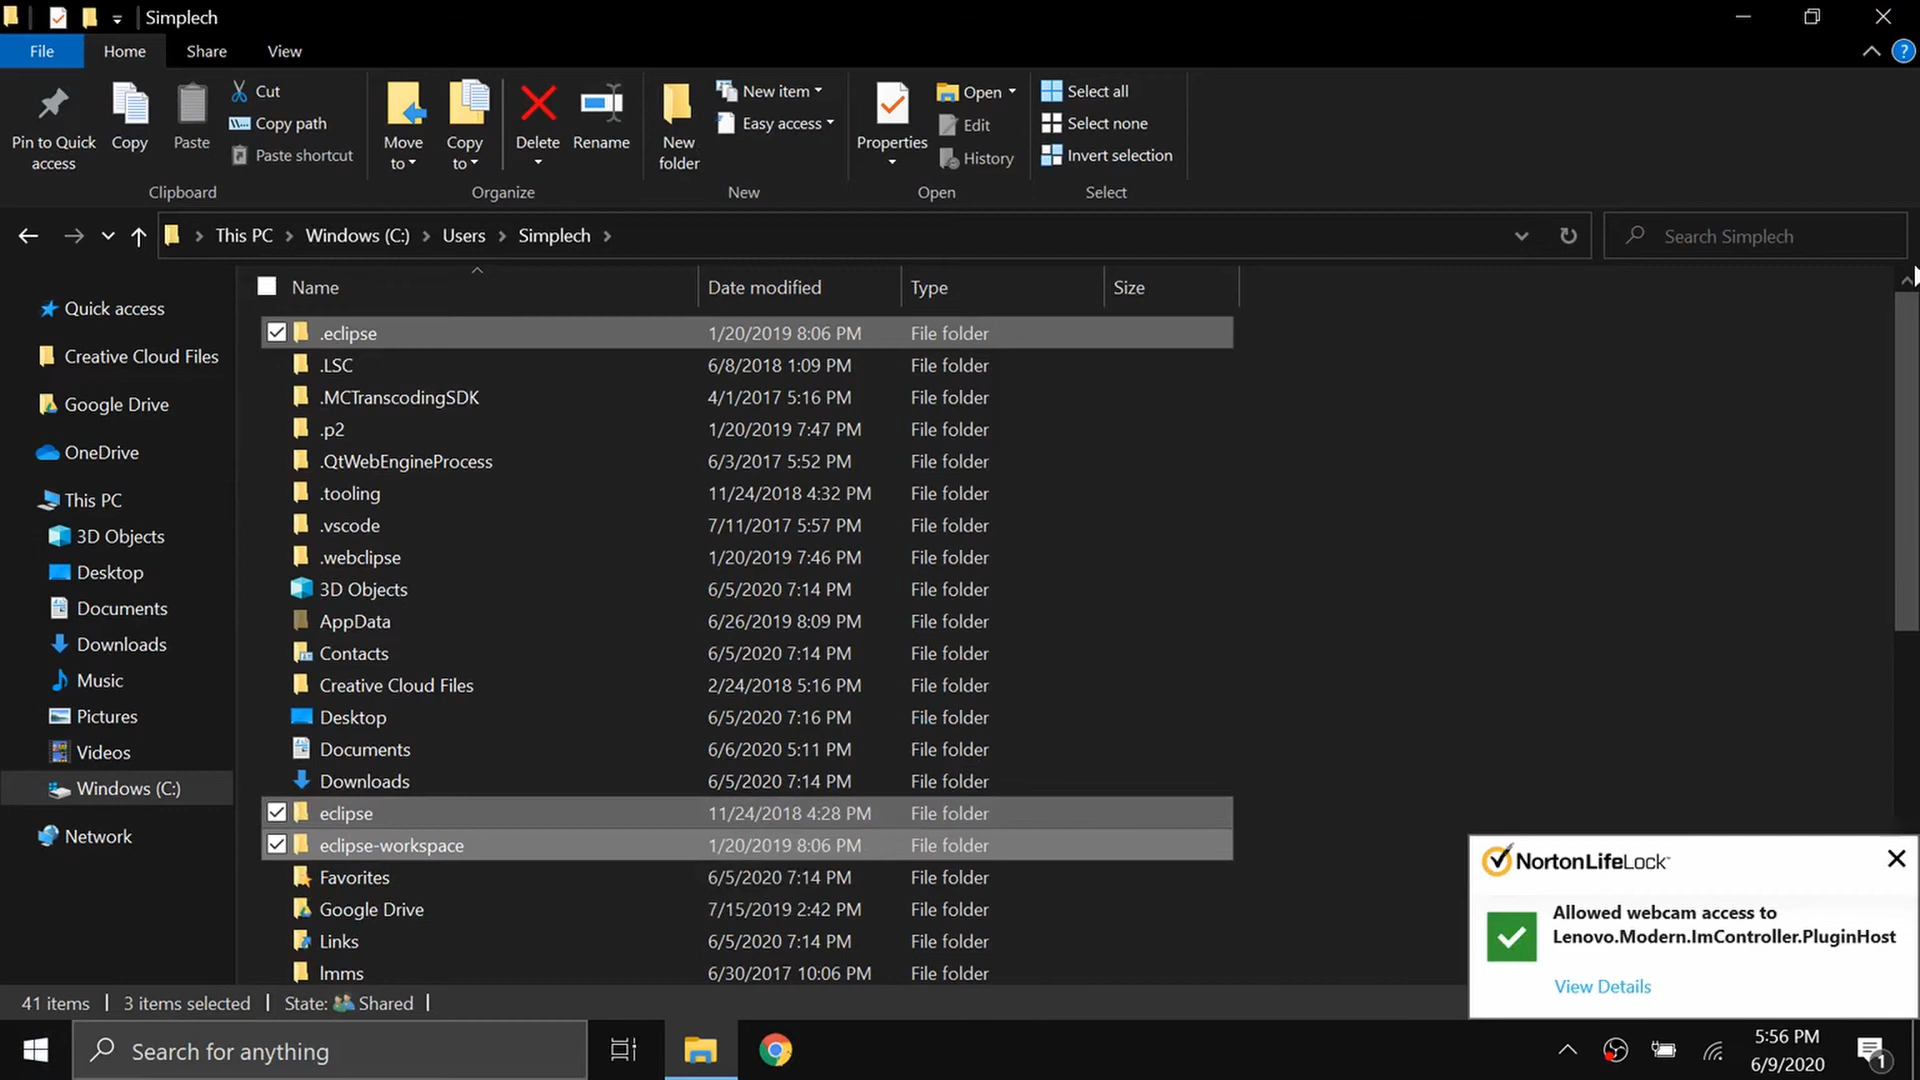 Simplech
File Home Share View
Pin to Quick access
Copy
Paste
Cut
Copy path
Paste shortcut
Clipboard
Move to
Copy to
Delete
Rename
Organize
New folder
New item
Easy access
New
Properties
Open
Edit
History
Open
Select all
Select none
Invert selection
Select
This PC Windows (C:) Users Simplech
Search Simplech
Quick access
Creative Cloud Files
Google Drive
OneDrive
This PC
3D Objects
Desktop
Documents
Downloads
Music
Pictures
Videos
Windows (C:)
Network
Name Date modified Type Size
.eclipse 1/20/2019 8:06 PM File folder
.LSC 6/8/2018 1:09 PM File folder
.MCTranscodingSDK 4/1/2017 5:16 PM File folder
.p2 1/20/2019 7:47 PM File folder
.QtWebEngineProcess 6/3/2017 5:52 PM File folder
.tooling 11/24/2018 4:32 PM File folder
.vscode 7/11/2017 5:57 PM File folder
.webclipse 1/20/2019 7:46 PM File folder
3D Objects 6/5/2020 7:14 PM File folder
AppData 6/26/2019 8:09 PM File folder
Contacts 6/5/2020 7:14 PM File folder
Creative Cloud Files 2/24/2018 5:16 PM File folder
Desktop 6/5/2020 7:16 PM File folder
Documents 6/6/2020 5:11 PM File folder
Downloads 6/5/2020 7:14 PM File folder
eclipse 11/24/2018 4:28 PM File folder
eclipse-workspace 1/20/2019 8:06 PM File folder
Favorites 6/5/2020 7:14 PM File folder
Google Drive 7/15/2019 2:42 PM File folder
Links 6/5/2020 7:14 PM File folder
lmms 6/30/2017 10:06 PM File folder
NortonLifeLock
Allowed webcam access to
Lenovo.Modern.ImController.PluginHost
View Details
41 items 3 items selected State: Shared
Search for anything
5:56 PM
6/9/2020
1